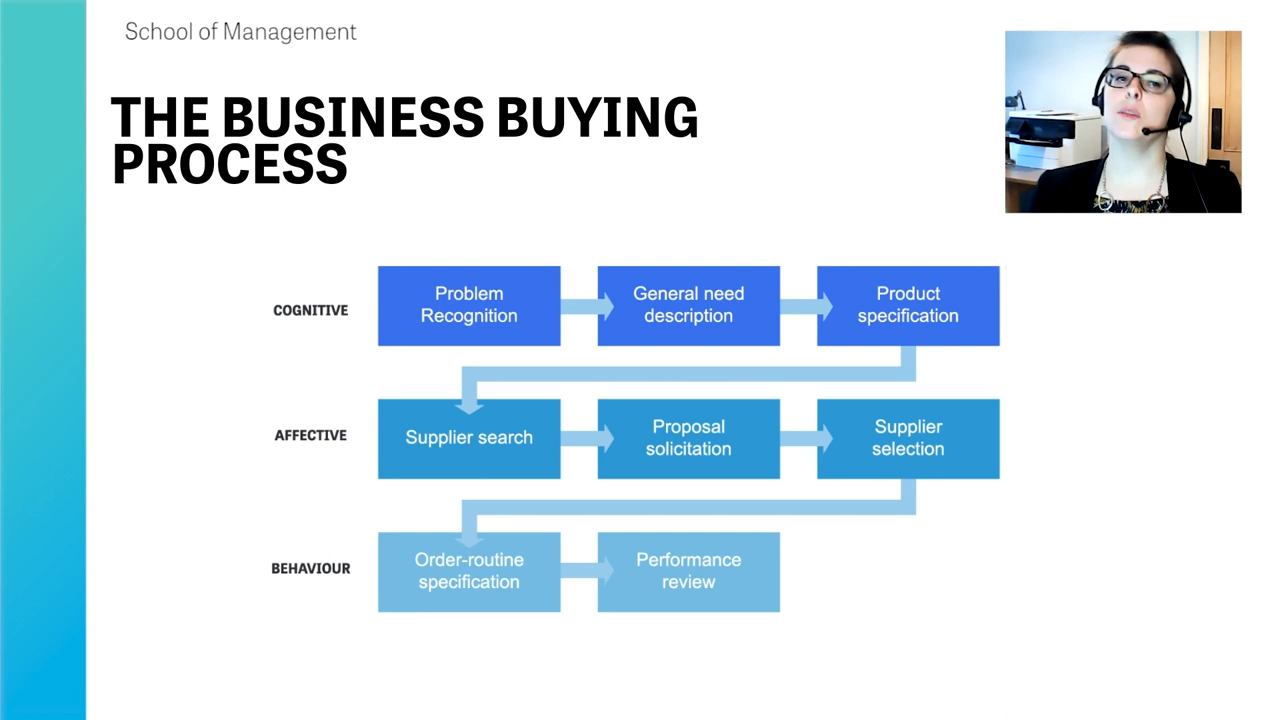 School of Management
THE BUSINESS BUYING
PROCESS
COGNITIVE
Problem
Recognition
General need
description
Product
specification
AFFECTIVE
Supplier search
Proposal
solicitation
Supplier
selection
BEHAVIOUR
Order-routine
specification
Performance
review